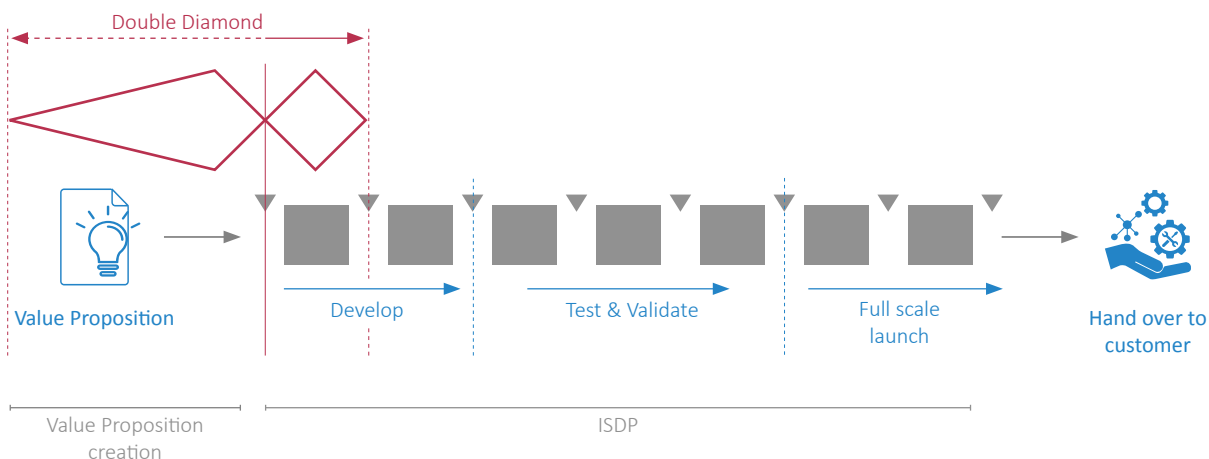 Double Diamond
Value Proposition
Develop
Test & Validate
Full scale
launch
Hand over to
customer
Value Proposition
creation
ISDP